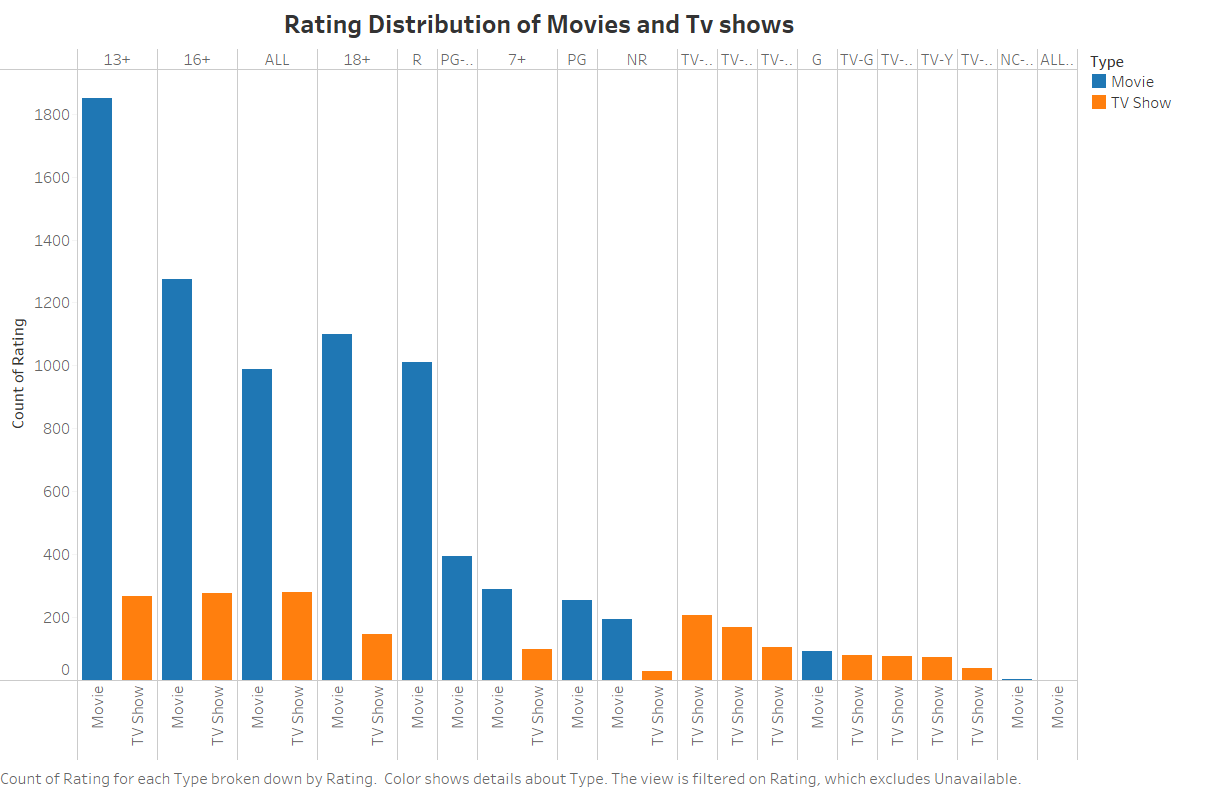 Rating Distribution of Movies and Tv shows
13+ 16+ ALL 18+ R PG-.. 7+ PG NR TV-.. TV-.. TV-.. G TV-G TV-.. TV-Y TV-.. NC-.. ALL..
Type
Movie
TV Show
1800
1600
1400
1200
1000
800
600
400
200
0
Count of Rating
Movie TV Show Movie TV Show Movie TV Show Movie TV Show Movie Movie Movie TV Show Movie Movie TV Show TV Show TV Show TV Show Movie TV Show TV Show TV Show TV Show Movie Movie
Count of Rating for each Type broken down by Rating. Color shows details about Type. The view is filtered on Rating, which excludes Unavailable.